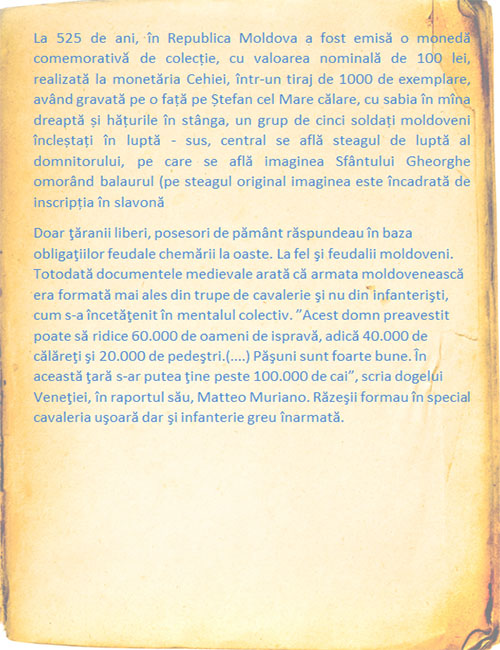 La 525 de ani, în Republica Moldova a fost emisă o monedă
comemorativă de colecție, cu valoarea nominală de 100 lei,
realizată la monetăria Cehiei, într-un tiraj de 1000 de exemplare,
având gravată pe o față pe Ștefan cel Mare călare, cu sabia în mîna
dreaptă și hățurile în stânga, un grup de cinci soldați moldoveni
încleștați în luptă - sus, central se află steagul de luptă al
domnitorului, pe care se află imaginea Sfântului Gheorghe
omorând balaurul (pe steagul original imaginea este încadrată de
inscripția în slavonă
Doar ţăranii liberi, posesori de pământ răspundeau în baza
obligaţiilor feudale chemării la oaste. La fel şi feudalii moldoveni.
Totodată documentele medievale arată că armata moldovenească
era formată mai ales din trupe de cavalerie şi nu din infanterişti,
cum s-a încetăţenit în mentalul colectiv. ”Acest domn preavestit
poate să ridice 60.000 de oameni de ispravă, adică 40.000 de
călăreţi şi 20.000 de pedeştri.(....) Păşuni sunt foarte bune. În
această ţară s-ar putea ţine peste 100.000 de cai”, scria dogelui
Veneţiei, în raportul său, Matteo Muriano. Răzeşii formau în special
cavaleria uşoară dar şi infanterie greu înarmată.